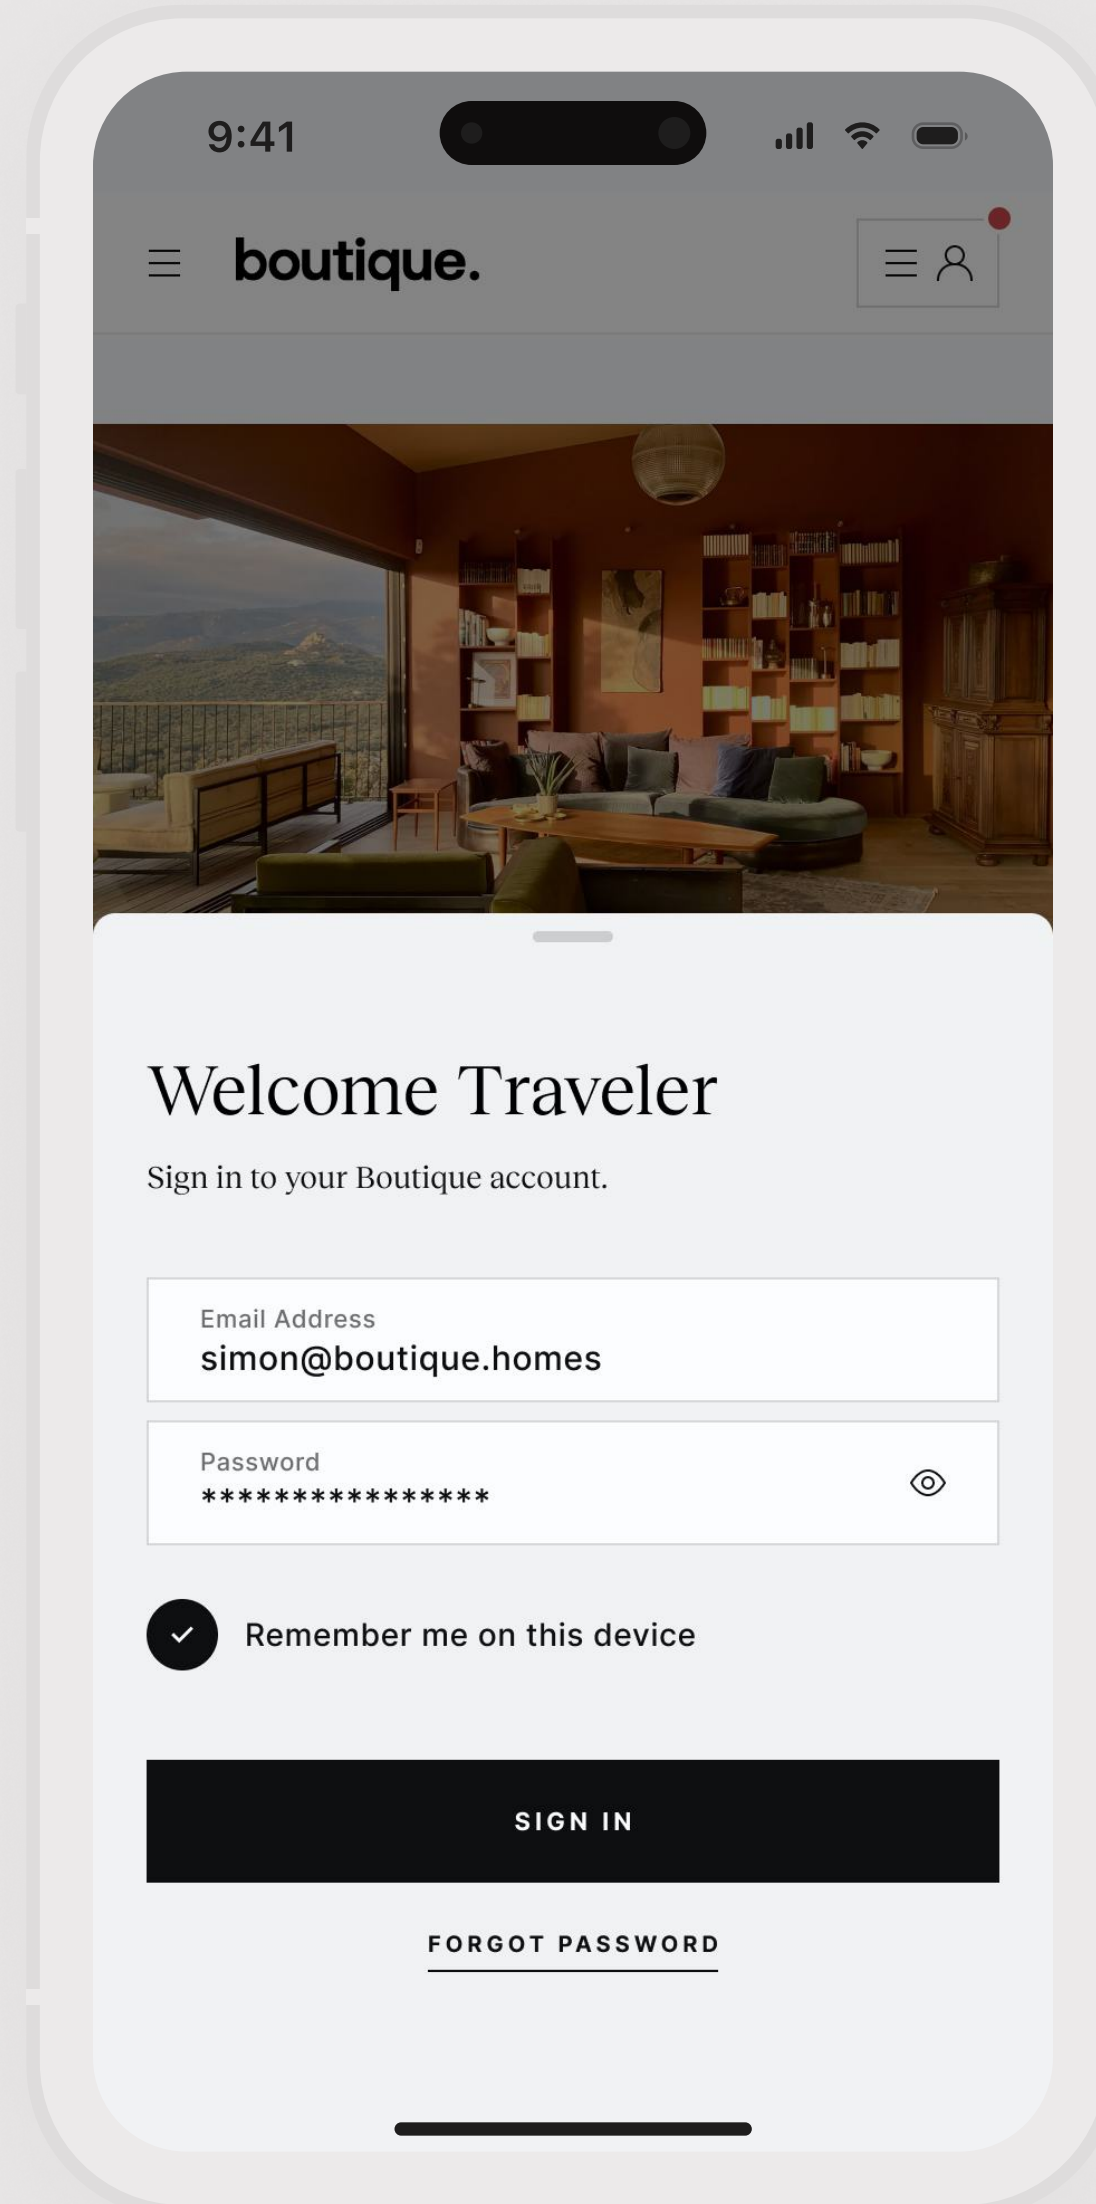 9:41
boutique.
Welcome Traveler
Sign in to your Boutique account.
Email Address
simon@boutique.homes
Password
****************
Remember me on this device
SIGN IN
FORGOT PASSWORD